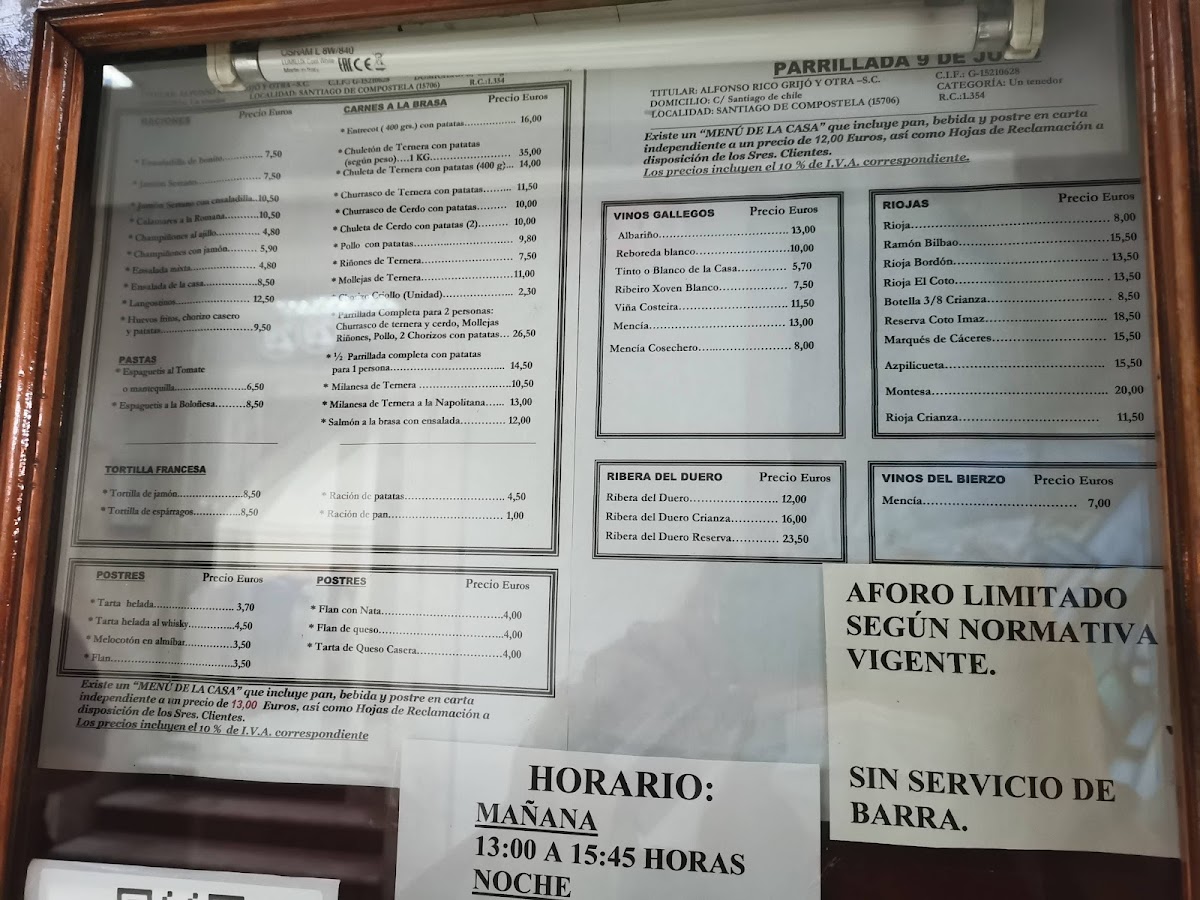 OSRAM L 8W/840
LUMILUX Cool White
Made in Italy
EAC CE
LOCALIDAD: SANTIAGO DE COMPOSTELA (15706)
R.C.:1.354
RACIONES Precio Euros
* Ensaladilla de bonito............ 7,50
* Jamón Serrano 7,50
* Jamón Serrano con ensaladilla..10,50
* Calamares a la Romana...........10,50
* Champiñones al ajillo............. 4,80
* Champiñones con jamón......... 5,90
* Ensalada mixta..................... 4,80
* Ensalada de la casa................8,50
* Langostinos......................... 12,50
* Huevos fritos, chorizo casero
y patatas..............................9,50
PASTAS
* Espaguetis al Tomate
o mantequilla.......................6,50
* Espaguetis a la Boloñesa.........8,50
CARNES A LA BRASA Precio Euros
* Entrecot ( 400 grs.) con patatas................ 16,00
* Chuletón de Ternera con patatas
(según peso)....1 KG......................... 35,00
* Chuleta de Ternera con patatas (400 g)... 14,00
* Churrasco de Ternera con patatas......... 11,50
* Churrasco de Cerdo con patatas............ 10,00
* Chuleta de Cerdo con patatas (2).......... 10,00
* Pollo con patatas............................... 9,80
* Riñones de Ternera............................ 7,50
* Mollejas de Ternera...........................11,00
* Chorizo Criollo (Unidad)..................... 2,30
* Parrillada Completa para 2 personas:
Churrasco de ternera y cerdo, Mollejas
Riñones, Pollo, 2 Chorizos con patatas... 26,50
* ½ Parrillada completa con patatas
para 1 persona.................................... 14,50
* Milanesa de Ternera ..........................10,50
* Milanesa de Ternera a la Napolitana...... 13,00
* Salmón a la brasa con ensalada............. 12,00
TORTILLA FRANCESA
* Tortilla de jamón......................8,50
* Tortilla de espárragos................8,50
* Ración de patatas............................ 4,50
* Ración de pan................................. 1,00
POSTRES Precio Euros
* Tarta helada......................... 3,70
* Tarta helada al whisky...............4,50
* Melocotón en almíbar...............3,50
* Flan....................................3,50
POSTRES Precio Euros
* Flan con Nata...............................4,00
* Flan de queso................................4,00
* Tarta de Queso Casera.....................4,00
Existe un “MENÚ DE LA CASA” que incluye pan, bebida y postre en carta
independiente a un precio de 13,00 Euros, así como Hojas de Reclamación a
disposición de los Sres. Clientes.
Los precios incluyen el 10 % de I.V.A. correspondiente
PARRILLADA 9 DE
TITULAR: ALFONSO RICO GRIJÓ Y OTRA –S.C. C.I.F.: G-15210628
DOMICILIO: C/ Santiago de chile CATEGORÍA: Un tenedor
LOCALIDAD: SANTIAGO DE COMPOSTELA (15706) R.C.:1.354
Existe un “MENÚ DE LA CASA” que incluye pan, bebida y postre en carta
independiente a un precio de 12,00 Euros, así como Hojas de Reclamación a
disposición de los Sres. Clientes.
Los precios incluyen el 10 % de I.V.A. correspondiente.
VINOS GALLEGOS Precio Euros
Albariño................................ 13,00
Reboreda blanco.......................10,00
Tinto o Blanco de la Casa............ 5,70
Ribeiro Xoven Blanco................. 7,50
Viña Costeira.......................... 11,50
Mencía.................................. 13,00
Mencía Cosechero..................... 8,00
RIOJAS Precio Euros
Rioja........................................ 8,00
Ramón Bilbao............................15,50
Rioja Bordón............................. 13,50
Rioja El Coto............................. 13,50
Botella 3/8 Crianza..................... . 8,50
Reserva Coto Imaz...................... 18,50
Marqués de Cáceres..................... 15,50
Azpilicueta................................ 15,50
Montesa.................................... 20,00
Rioja Crianza............................. 11,50
RIBERA DEL DUERO Precio Euros
Ribera del Duero..................... 12,00
Ribera del Duero Crianza............ 16,00
Ribera del Duero Reserva............ 23,50
VINOS DEL BIERZO Precio Euros
Mencía.................................. 7,00
AFORO LIMITADO
SEGÚN NORMATIVA
VIGENTE.
SIN SERVICIO DE
BARRA.
HORARIO:
MAÑANA
13:00 A 15:45 HORAS
NOCHE